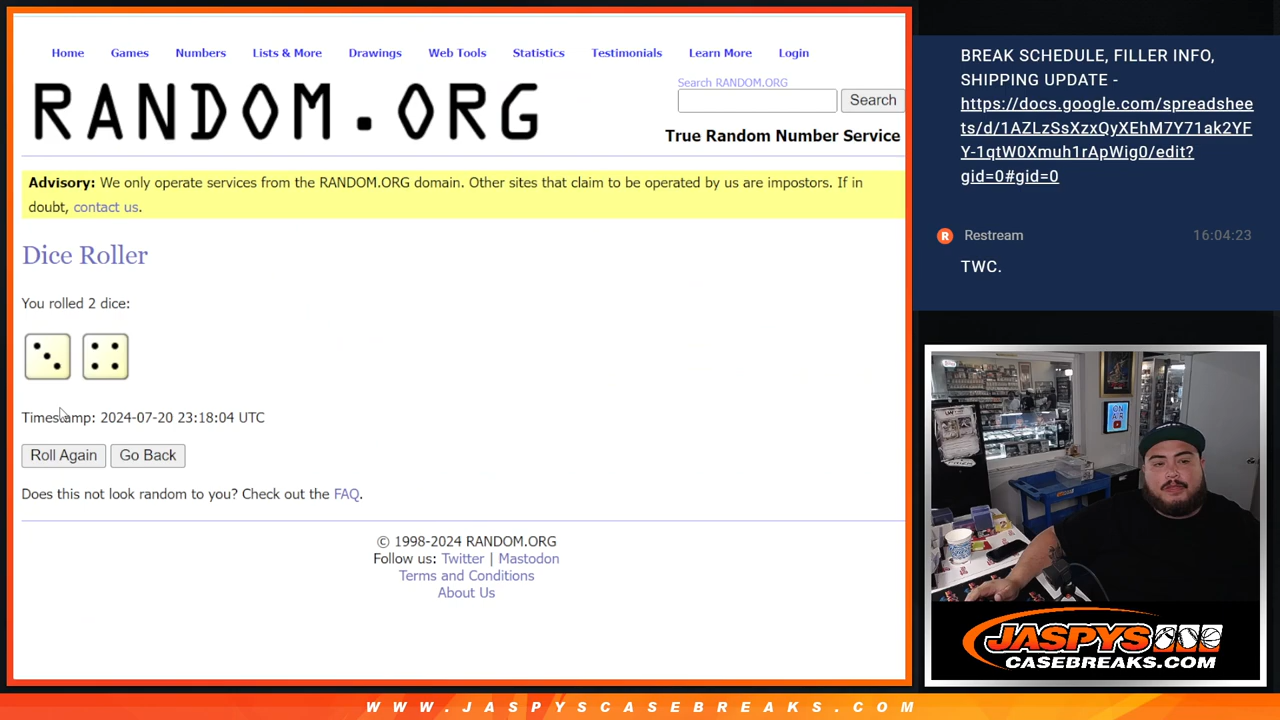 Home Games Numbers Lists & More Drawings Web Tools Statistics Testimonials Learn More Login
RANDOM.ORG
Search RANDOM.ORG
Search
True Random Number Service
Advisory: We only operate services from the RANDOM.ORG domain. Other sites that claim to be operated by us are impostors. If in
doubt, contact us.
Dice Roller
You rolled 2 dice:
Timestamp: 2024-07-20 23:18:04 UTC
Roll Again Go Back
Does this not look random to you? Check out the FAQ.
© 1998-2024 RANDOM.ORG
Follow us: Twitter | Mastodon
Terms and Conditions
About Us
BREAK SCHEDULE, FILLER INFO,
SHIPPING UPDATE -
https://docs.google.com/spreadshee
ts/d/1AZLzSsXzxQyXEhM7Y71ak2YF
Y-1qtW0Xmuh1rApWig0/edit?
gid=0#gid=0
R Restream 16:04:23
TWC.
ON
AIR
JASPYS
CASEBREAKS.COM
WWW.JASPYSCASEBREAKS.COM